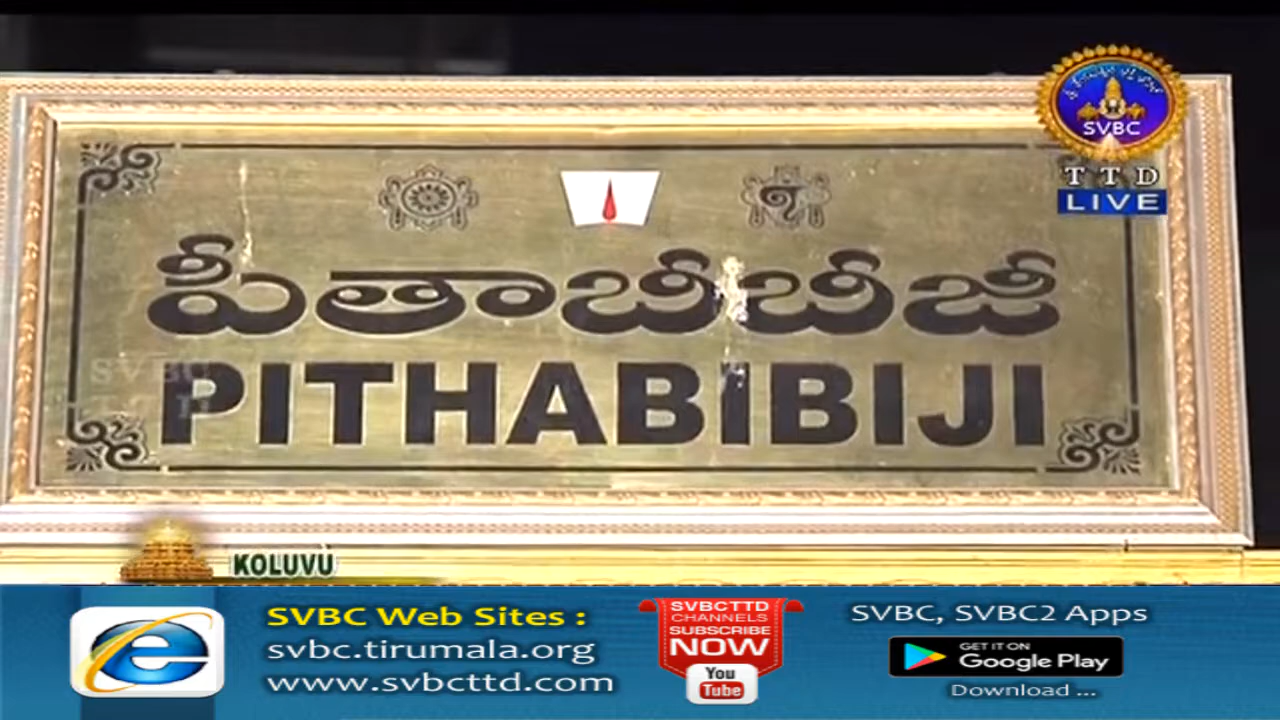 SVBC
TTD
LIVE
పీతాబీబీజీ
PITHABIBIJI
KOLUVU
SVBC Web Sites :
svbc.tirumala.org
www.svbcttd.com
SVBCTTD
CHANNELS
SUBSCRIBE
NOW
You
Tube
SVBC, SVBC2 Apps
GET IT ON
Google Play
Download ...